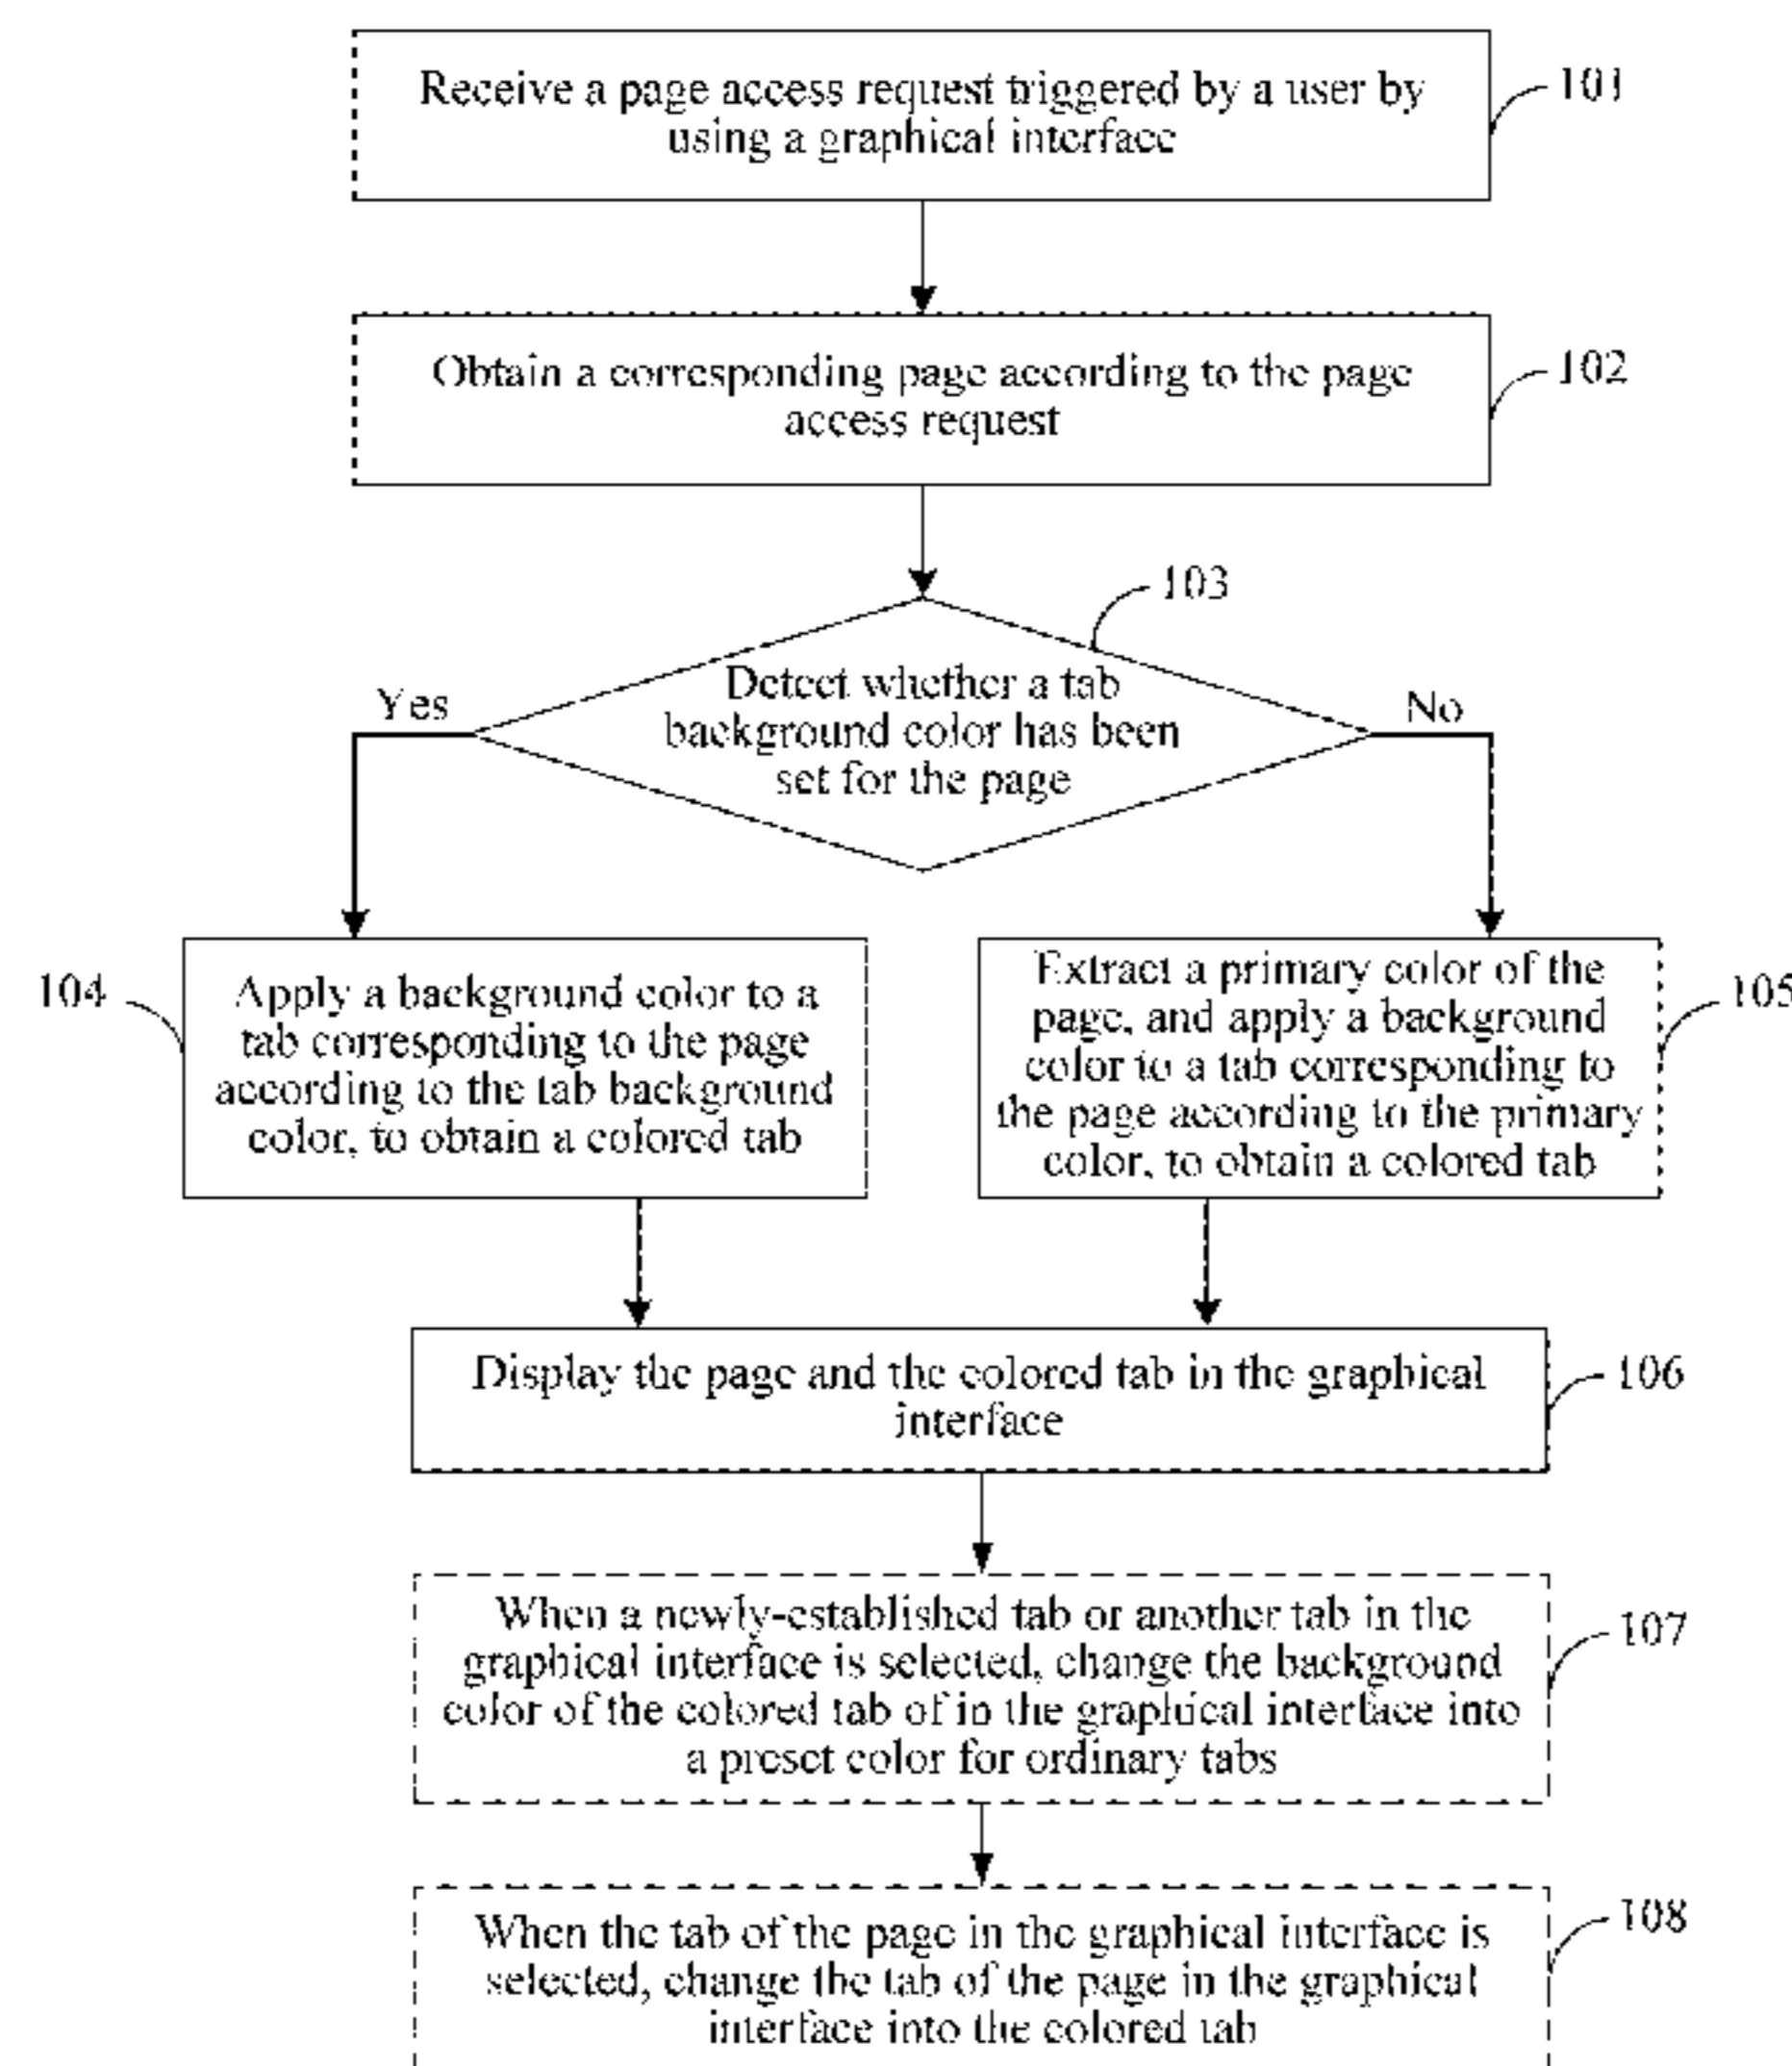 Receive a page access request triggered by a user by
using a graphical interface
101
Obtain a corresponding page according to the page
access request
102
103
Detect whether a tab
background color has been
set for the page
Yes
No
104
Apply a background color to a
tab corresponding to the page
according to the tab background
color, to obtain a colored tab
Extract a primary color of the
page, and apply a background
color to a tab corresponding to
the page according to the primary
color, to obtain a colored tab
105
Display the page and the colored tab in the graphical
interface
106
When a newly-established tab or another tab in the
graphical interface is selected, change the background
color of the colored tab of in the graphical interface into
a preset color for ordinary tabs
107
When the tab of the page in the graphical interface is
selected, change the tab of the page in the graphical
interface into the colored tab
108